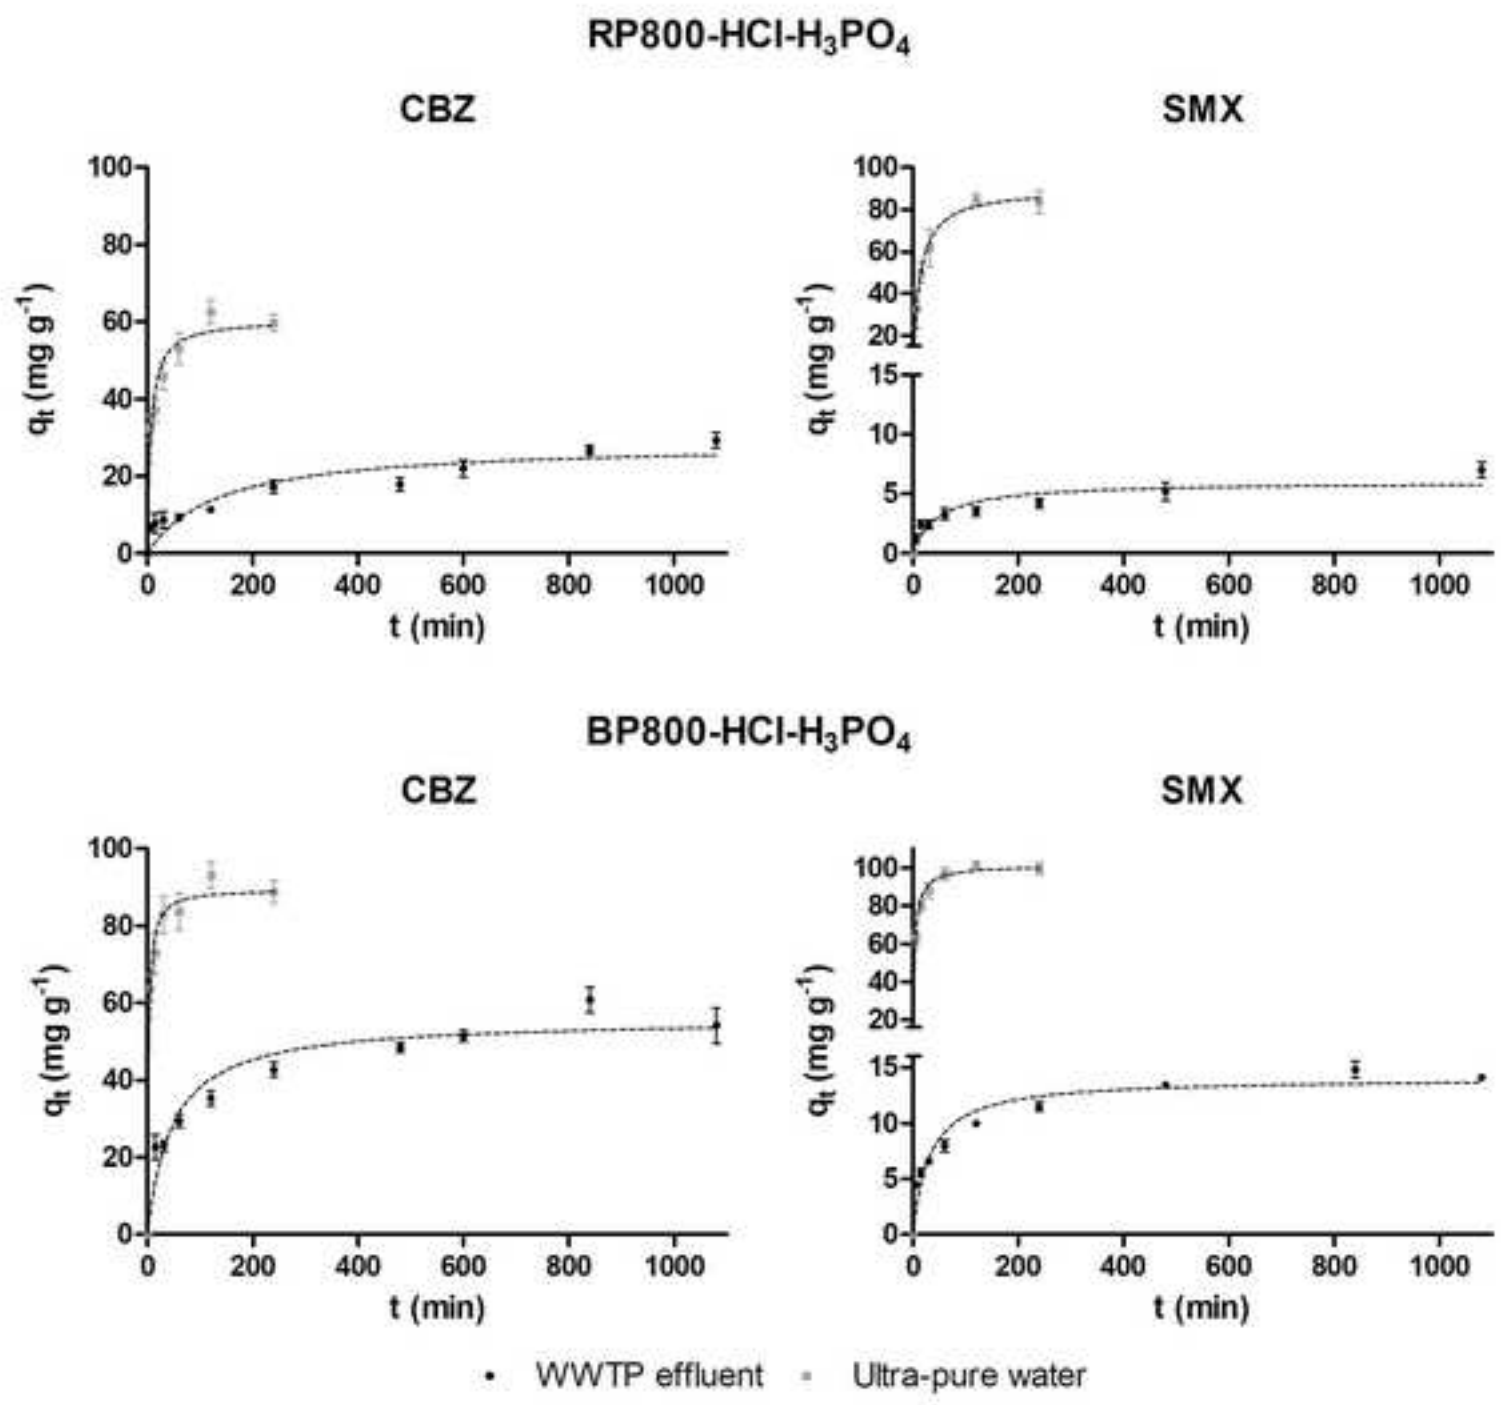 RP800-HCl-H₃PO₄
CBZ
SMX
100
80
60
40
20
0
qt (mg g⁻¹)
0 200 400 600 800 1000
t (min)
100
80
60
40
20
15
10
5
0
qt (mg g⁻¹)
0 200 400 600 800 1000
t (min)
BP800-HCl-H₃PO₄
CBZ
SMX
100
80
60
40
20
0
qt (mg g⁻¹)
0 200 400 600 800 1000
t (min)
100
80
60
40
20
15
10
5
0
qt (mg g⁻¹)
0 200 400 600 800 1000
t (min)
WWTP effluent
Ultra-pure water